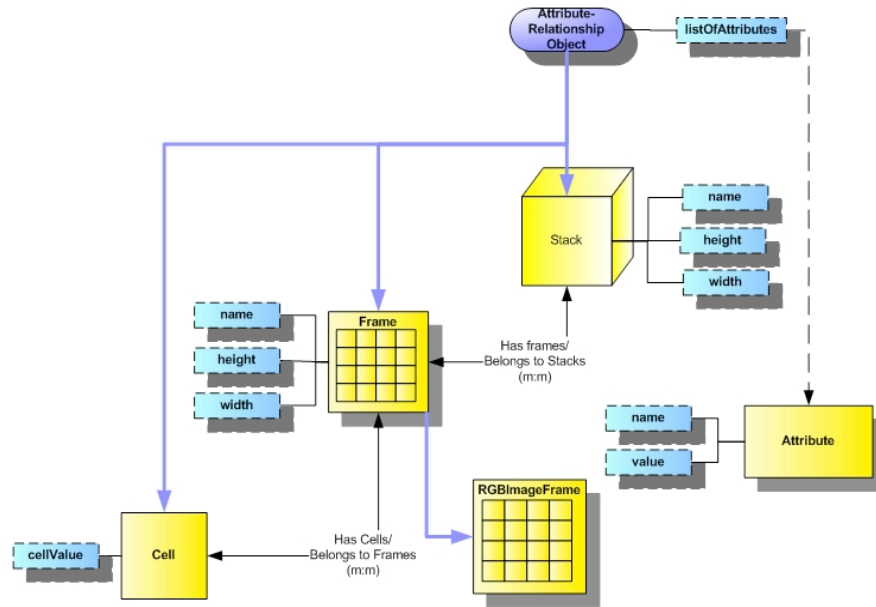 Attribute-
Relationship
Object
listOfAttributes
Stack
name
height
width
Frame
name
height
width
Has frames/
Belongs to Stacks
(m:m)
name
value
Attribute
RGBImageFrame
Has Cells/
Belongs to Frames
(m:m)
cellValue
Cell